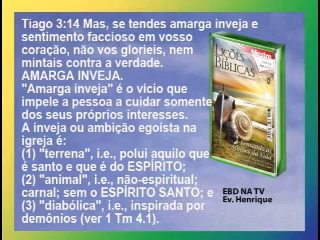 Tiago 3:14 Mas, se tendes amarga inveja e
sentimento faccioso em vosso
coração, não vos glorieis, nem
mintais contra a verdade.
AMARGA INVEJA.
"Amarga inveja" é o vício que
impele a pessoa a cuidar somente
dos seus próprios interesses.
A inveja ou ambição egoista na
igreja é:
(1) "terrena", i.e., polui aquilo que
é santo e que é do ESPÍRITO;
(2) "animal", i.e., não-espiritual;
carnal; sem o ESPÍRITO SANTO; e
(3) "diabólica", i.e., inspirada por
demônios (ver 1 Tm 4.1).
Mestre
LIÇÕES
BÍBLICAS
EBD NA TV
Ev. Henrique